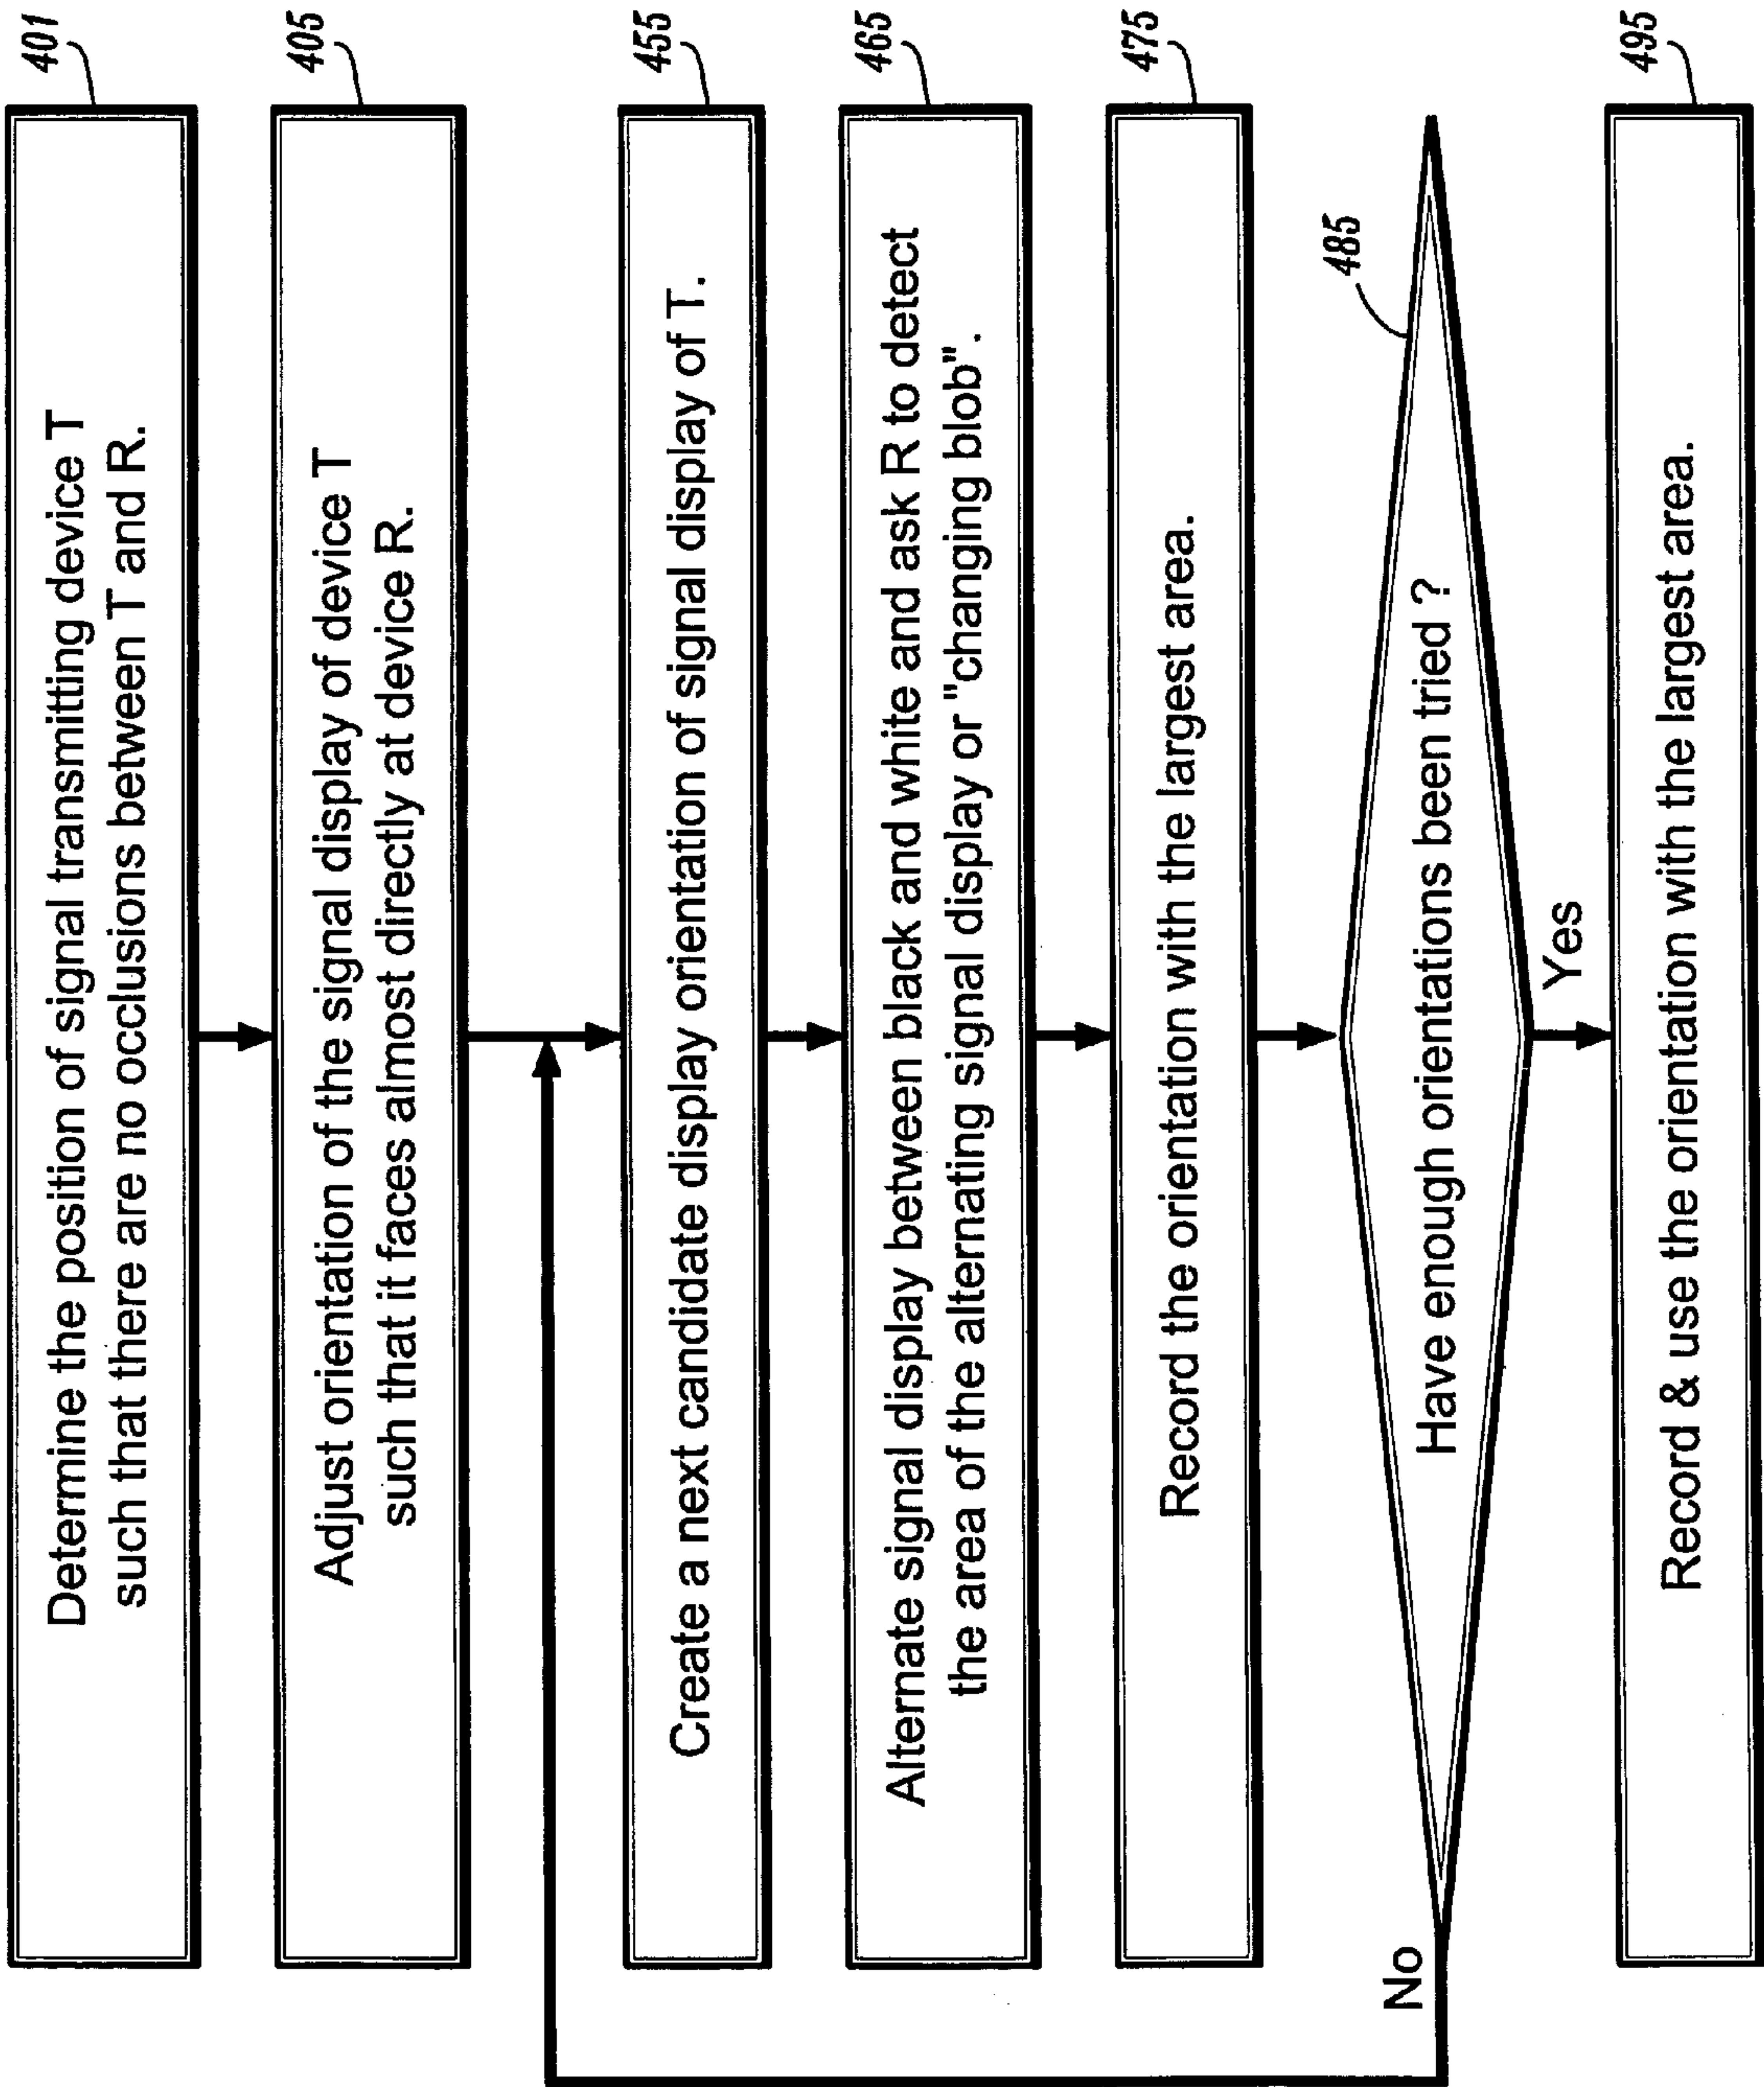 401
Determine the position of signal transmitting device T
such that there are no occlusions between T and R.
405
Adjust orientation of the signal display of device T
such that it faces almost directly at device R.
455
Create a next candidate display orientation of signal display of T.
465
Alternate signal display between black and white and ask R to detect
the area of the alternating signal display or "changing blob".
475
Record the orientation with the largest area.
485
Have enough orientations been tried ?
No
Yes
495
Record & use the orientation with the largest area.